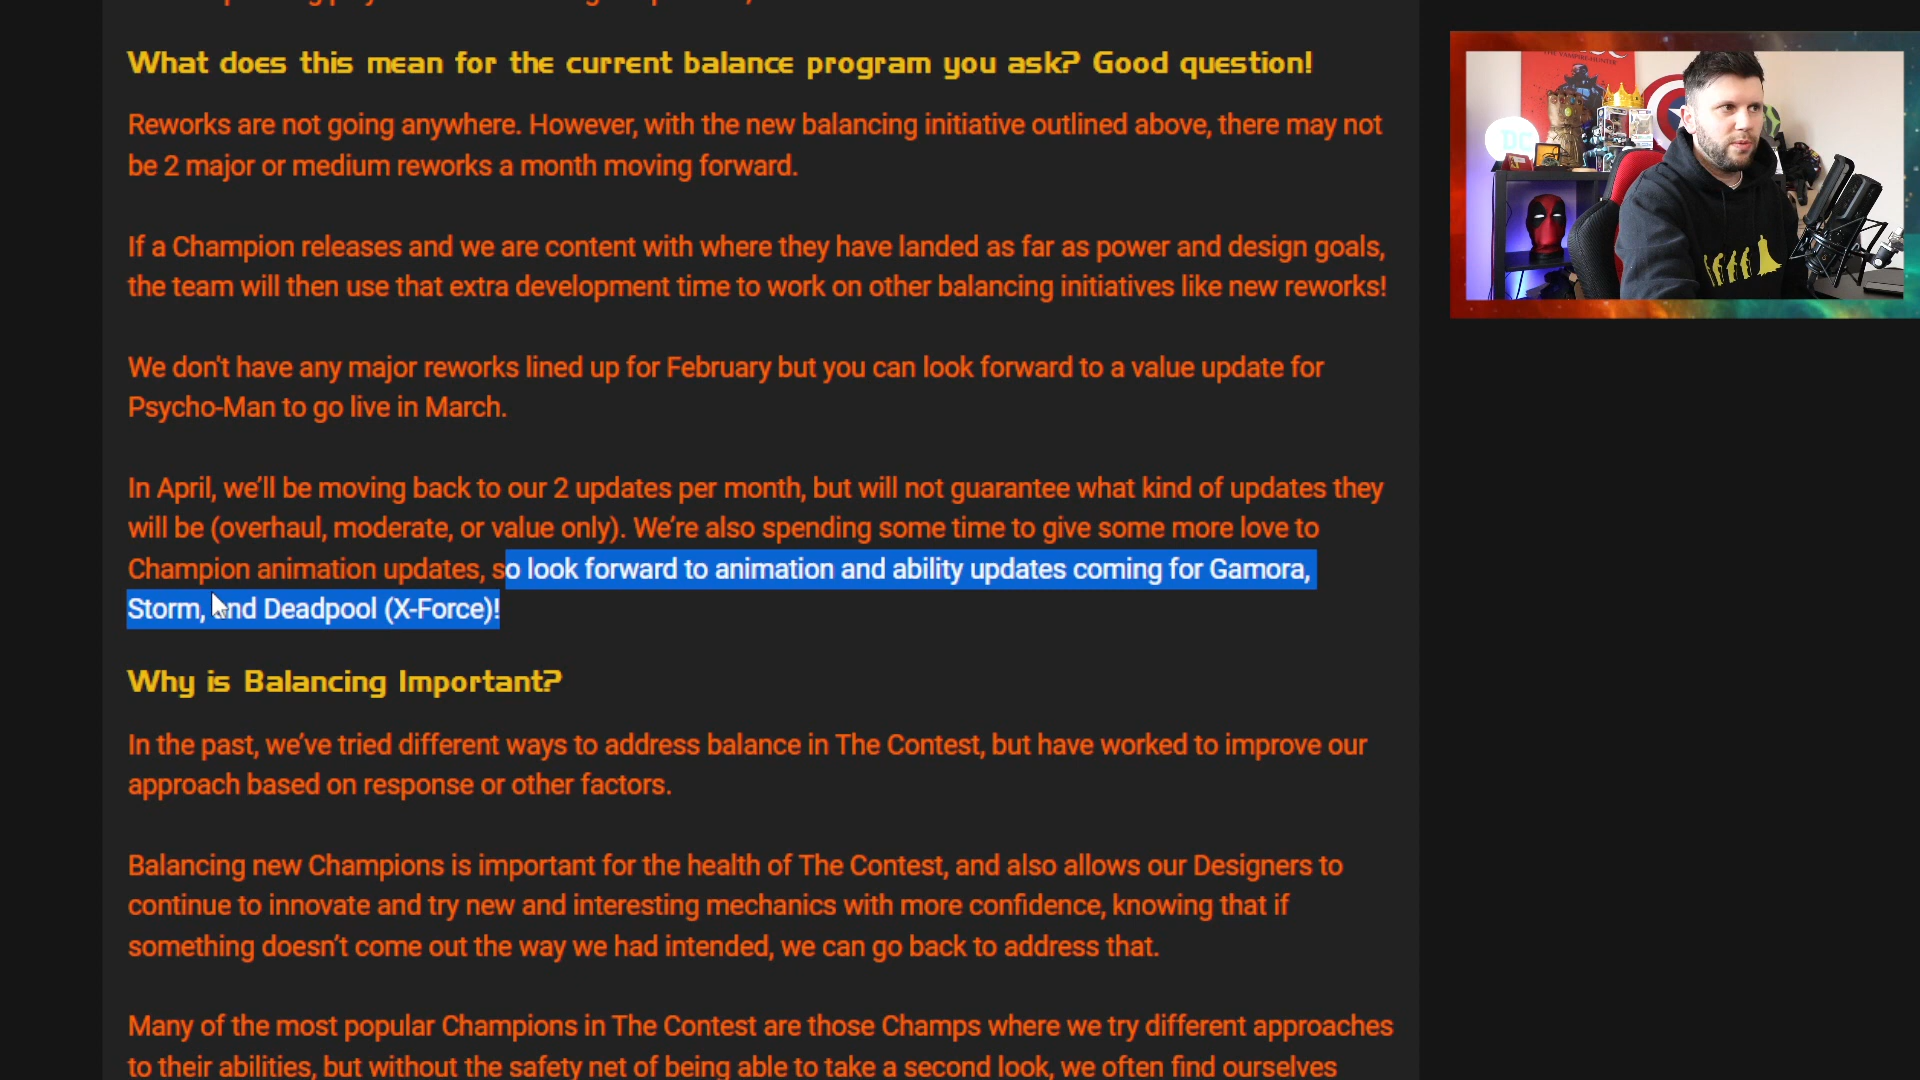 What does this mean for the current balance program you ask? Good question!
Reworks are not going anywhere. However, with the new balancing initiative outlined above, there may not
be 2 major or medium reworks a month moving forward.
If a Champion releases and we are content with where they have landed as far as power and design goals,
the team will then use that extra development time to work on other balancing initiatives like new reworks!
We don't have any major reworks lined up for February but you can look forward to a value update for
Psycho-Man to go live in March.
In April, we’ll be moving back to our 2 updates per month, but will not guarantee what kind of updates they
will be (overhaul, moderate, or value only). We’re also spending some time to give some more love to
Champion animation updates, so look forward to animation and ability updates coming for Gamora,
Storm, and Deadpool (X-Force)!
Why is Balancing Important?
In the past, we’ve tried different ways to address balance in The Contest, but have worked to improve our
approach based on response or other factors.
Balancing new Champions is important for the health of The Contest, and also allows our Designers to
continue to innovate and try new and interesting mechanics with more confidence, knowing that if
something doesn’t come out the way we had intended, we can go back to address that.
Many of the most popular Champions in The Contest are those Champs where we try different approaches
to their abilities, but without the safety net of being able to take a second look, we often find ourselves
THE VAMPIRE HUNTER
DC